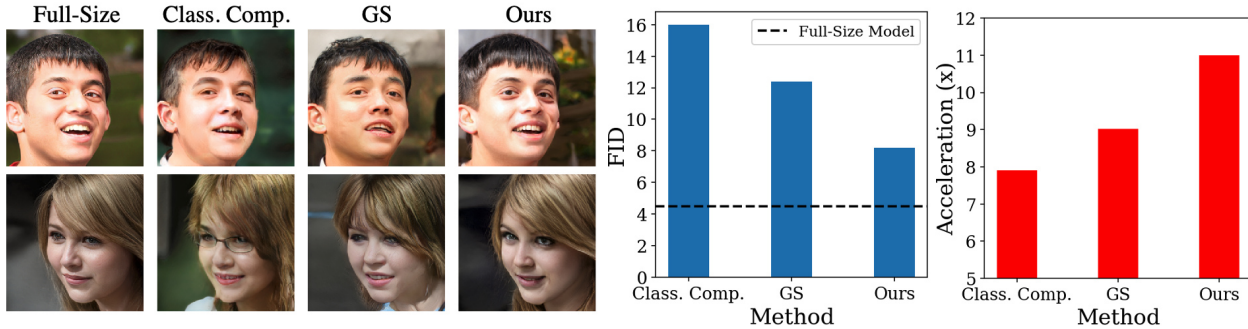 Full-Size Class. Comp. GS Ours
16
14
12
10
8
6
4
2
0
FID
Full-Size Model
Class. Comp. GS Ours
Method
12
11
10
9
8
7
6
5
Acceleration (x)
Class. Comp. GS Ours
Method